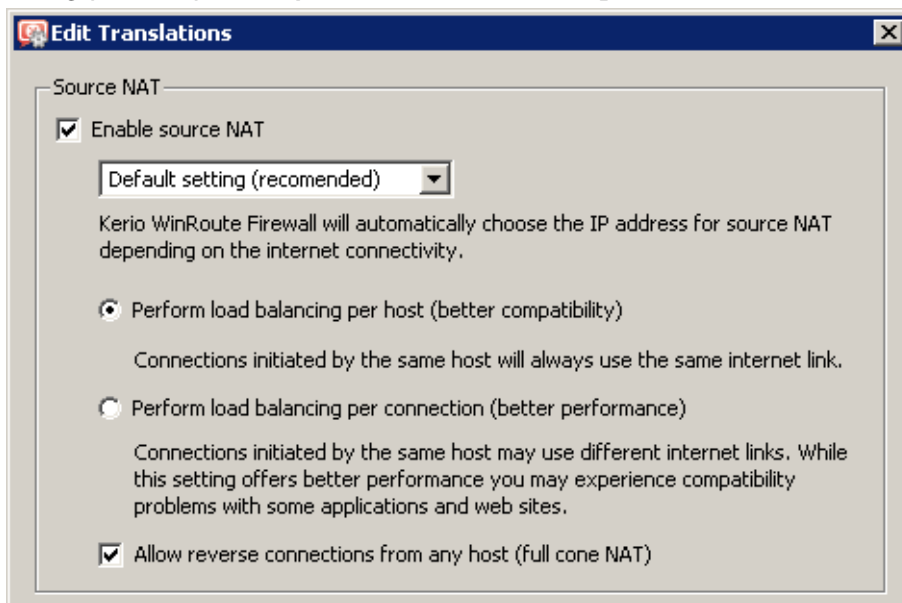 Edit Translations
Source NAT
Enable source NAT
Default setting (recomended)
Kerio WinRoute Firewall will automatically choose the IP address for source NAT
depending on the internet connectivity.
Perform load balancing per host (better compatibility)
Connections initiated by the same host will always use the same internet link.
Perform load balancing per connection (better performance)
Connections initiated by the same host may use different internet links. While
this setting offers better performance you may experience compatibility
problems with some applications and web sites.
Allow reverse connections from any host (full cone NAT)